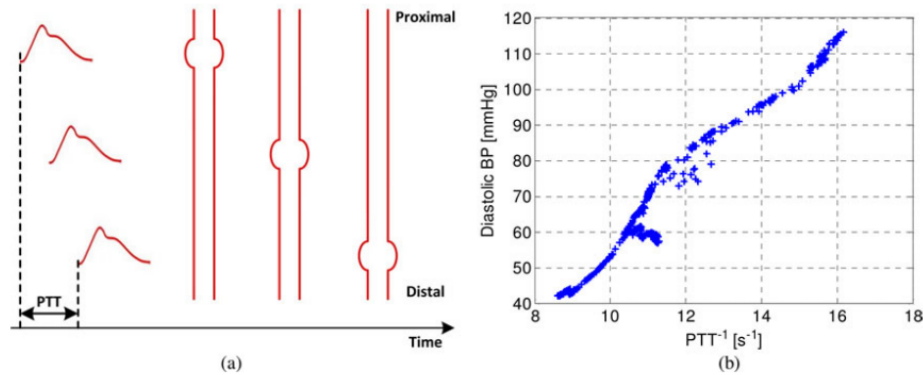 Proximal
PTT
Distal
Time
(a)
120
110
100
90
80
70
60
50
40
Diastolic BP [mmHg]
8 10 12 14 16 18
PTT⁻¹ [s⁻¹]
(b)